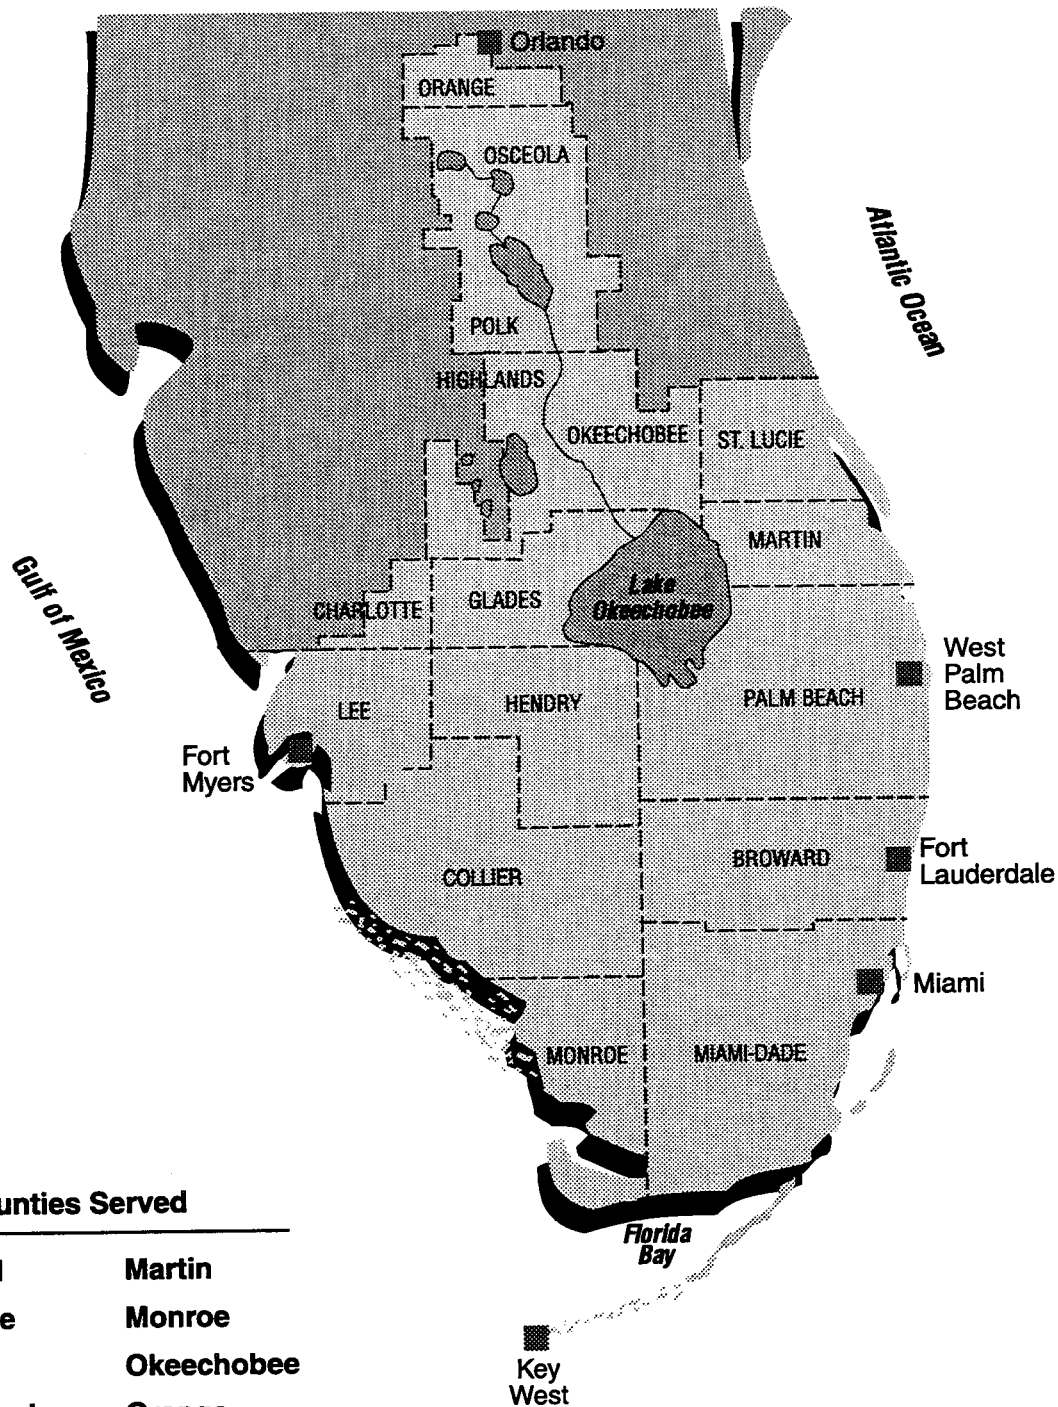 Orlando
ORANGE
OSCEOLA
Atlantic Ocean
POLK
HIGHLANDS
OKEECHOBEE
ST. LUCIE
MARTIN
Gulf of Mexico
CHARLOTTE
GLADES
Lake
Okeechobee
West
Palm
Beach
LEE
HENDRY
PALM BEACH
Fort
Myers
BROWARD
Fort
Lauderdale
COLLIER
Miami
MONROE
MIAMI-DADE
Served
Florida
Bay
Martin
Monroe
Okeechobee
Key
West